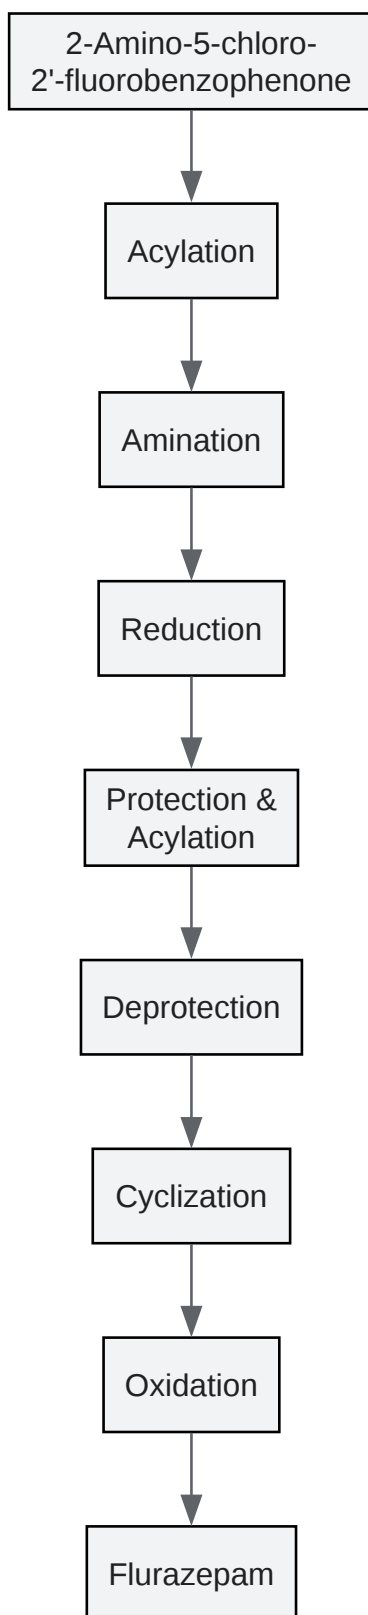 2-Amino-5-chloro-
2'-fluorobenzophenone
Acylation
Amination
Reduction
Protection &
Acylation
Deprotection
Cyclization
Oxidation
Flurazepam